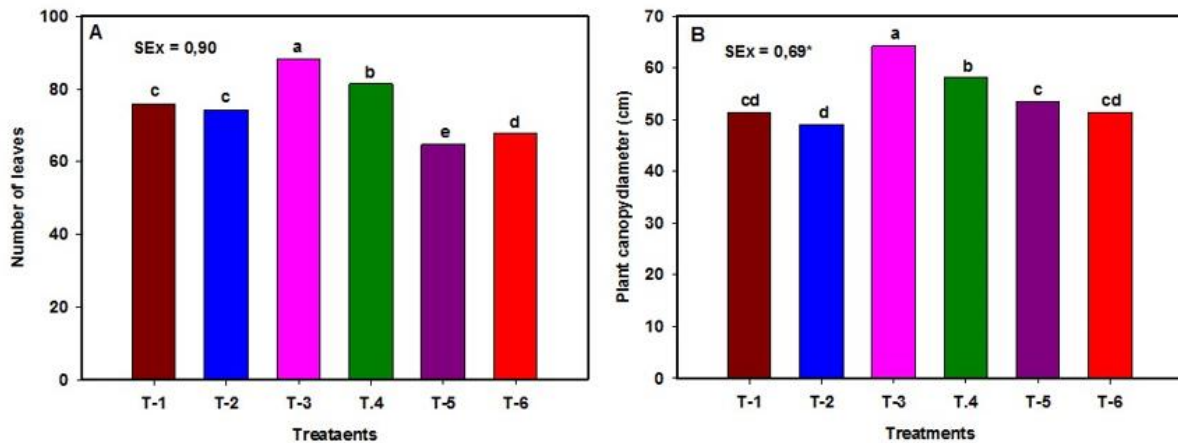 A
SEx = 0,90
Number of leaves
100
80
60
40
20
0
c
c
a
b
e
d
T-1 T-2 T-3 T.4 T-5 T-6
Treataents
B
SEx = 0,69*
Plant canopydlameter (cm)
70
60
50
40
30
20
10
0
cd
d
a
b
c
cd
T-1 T-2 T-3 T.4 T-5 T-6
Treatments